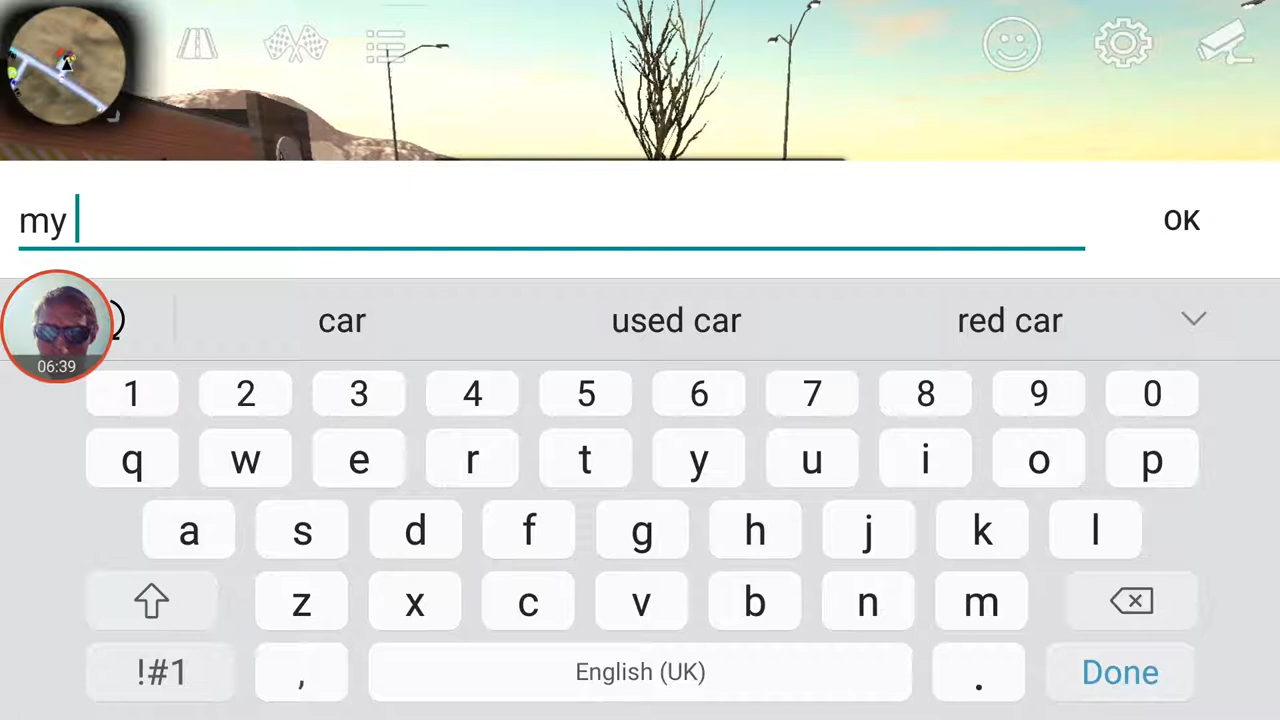 my
OK
car used car red car
06:39
1 2 3 4 5 6 7 8 9 0
q w e r t y u i o p
a s d f g h j k l
z x c v b n m
!#1 , English (UK) . Done